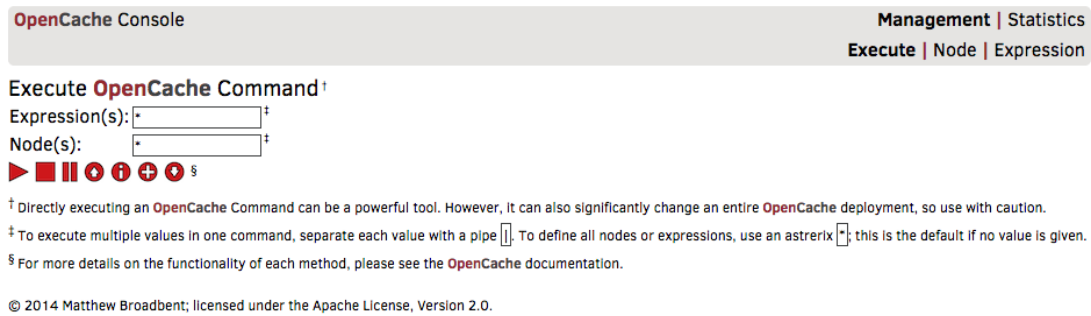 OpenCache Console
Management | Statistics
Execute | Node | Expression
Execute OpenCache Command †
Expression(s): * ‡
Node(s): * ‡
§
† Directly executing an OpenCache Command can be a powerful tool. However, it can also significantly change an entire OpenCache deployment, so use with caution.
‡ To execute multiple values in one command, separate each value with a pipe |. To define all nodes or expressions, use an astrerix *; this is the default if no value is given.
§ For more details on the functionality of each method, please see the OpenCache documentation.
© 2014 Matthew Broadbent; licensed under the Apache License, Version 2.0.